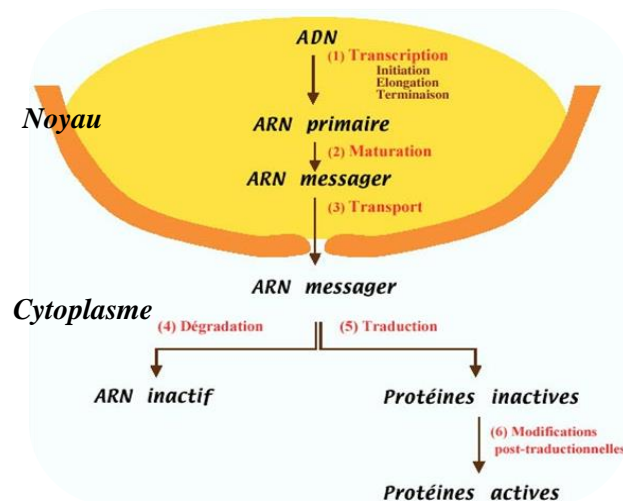 ADN
(1) Transcription
Initiation
Elongation
Terminaison
Noyau
ARN primaire
(2) Maturation
ARN messager
(3) Transport
ARN messager
Cytoplasme
(4) Dégradation
(5) Traduction
ARN inactif
Protéines inactives
(6) Modifications
post-traductionnelles
Protéines actives